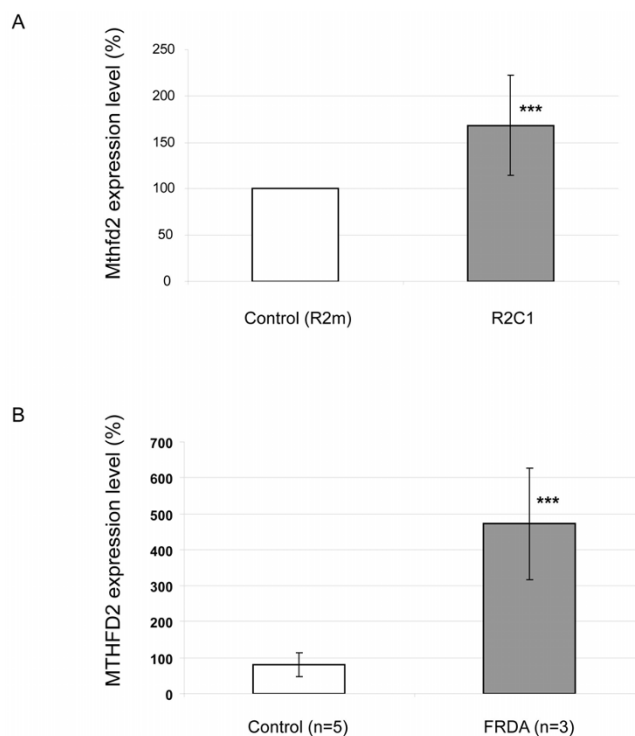 A
Mthfd2 expression level (%)
250
200
150
100
50
0
***
Control (R2m)
R2C1
B
MTHFD2 expression level (%)
700
600
500
400
300
200
100
0
***
Control (n=5)
FRDA (n=3)